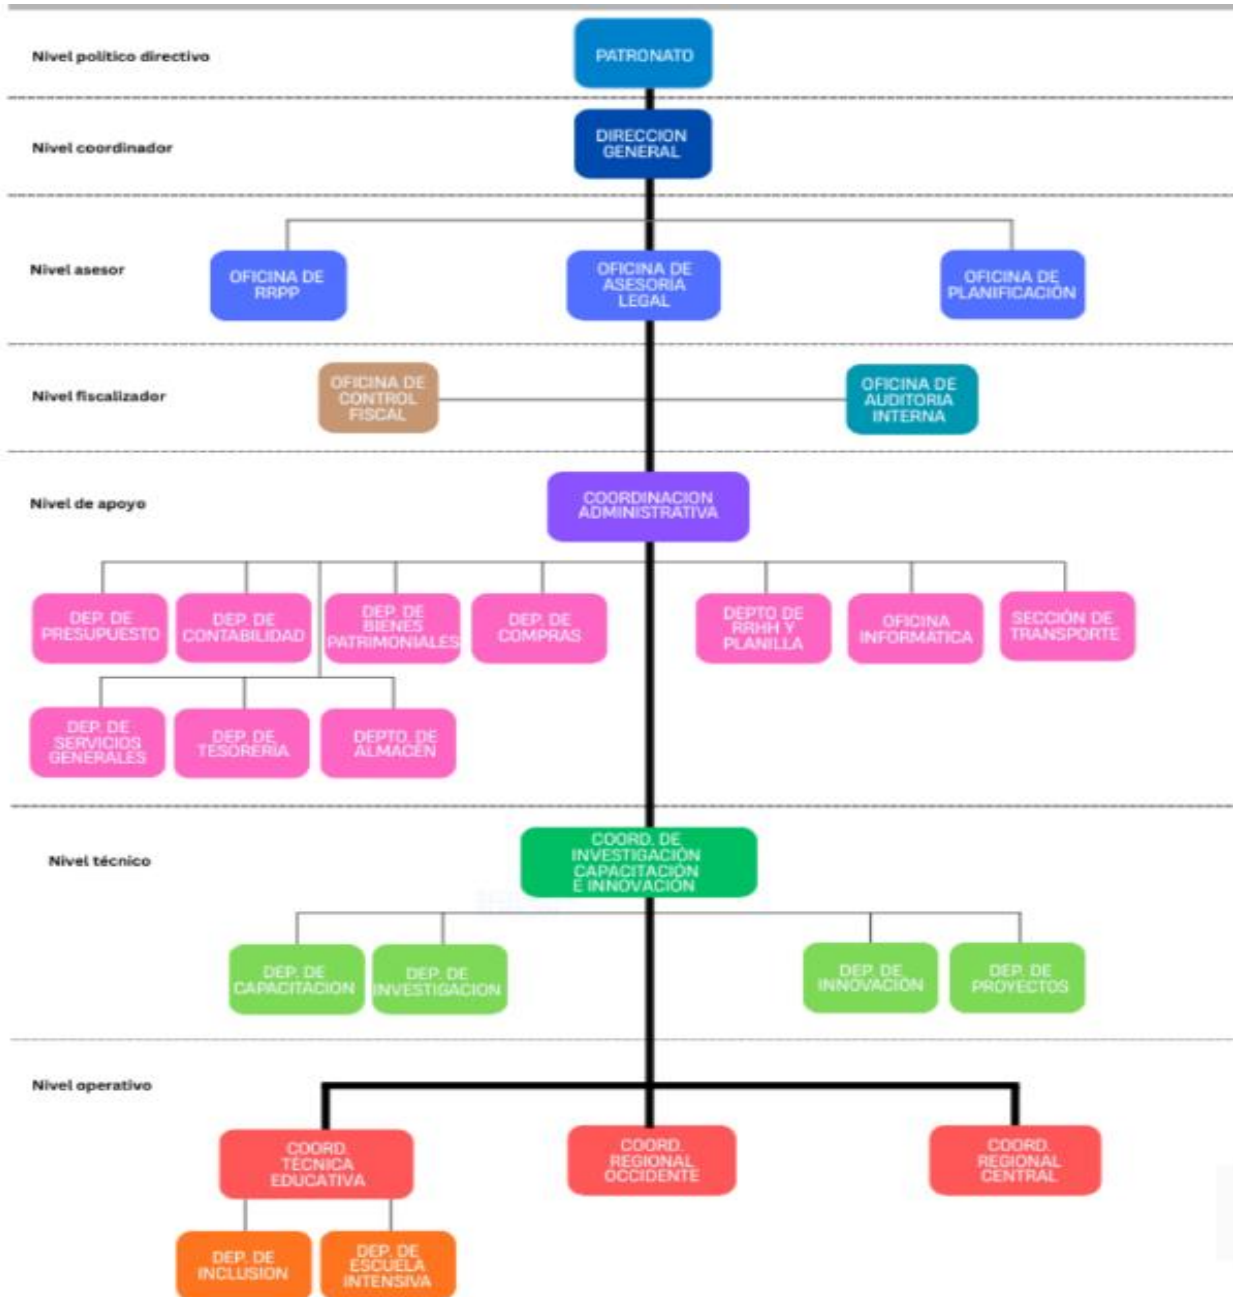 Nivel político directivo
PATRONATO
Nivel coordinador
DIRECCION
GENERAL
Nivel asesor
OFICINA DE
RRPP
OFICINA DE
ASESORÍA
LEGAL
OFICINA DE
PLANIFICACIÓN
Nivel fiscalizador
OFICINA DE
CONTROL
FISCAL
OFICINA DE
AUDITORIA
INTERNA
Nivel de apoyo
COORDINACION
ADMINISTRATIVA
DEP. DE
PRESUPUESTO
DEP. DE
CONTABILIDAD
DEP. DE
BIENES
PATRIMONIALES
DEP. DE
COMPRAS
DEPTO DE
RRHH Y
PLANILLA
OFICINA
INFORMÁTICA
SECCIÓN DE
TRANSPORTE
DEP. DE
SERVICIOS
GENERALES
DEP. DE
TESORERÍA
DEPTO. DE
ALMACÉN
Nivel técnico
COORD. DE
INVESTIGACIÓN
CAPACITACIÓN
E INNOVACIÓN
DEP. DE
CAPACITACION
DEP. DE
INVESTIGACION
DEP. DE
INNOVACIÓN
DEP. DE
PROYECTOS
Nivel operativo
COORD.
TÉCNICA
EDUCATIVA
COORD.
REGIONAL
OCCIDENTE
COORD.
REGIONAL
CENTRAL
DEP. DE
INCLUSION
DEP. DE
ESCUELA
INTENSIVA